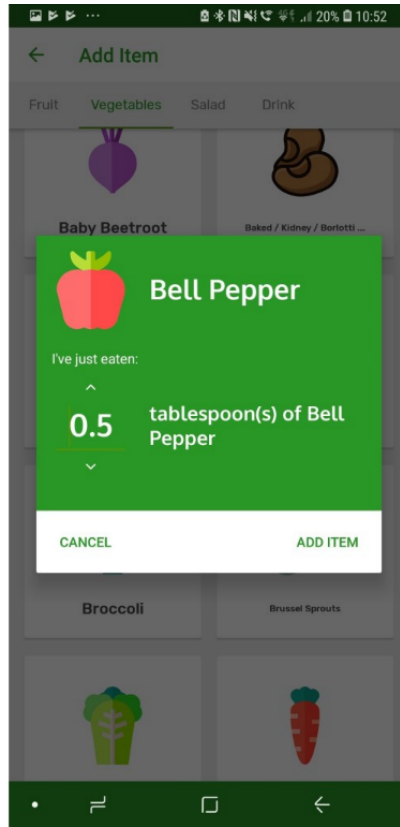 20% 10:52
Add Item
Fruit Vegetables Salad Drink
Baby Beetroot
Baked / Kidney / Borlotti ...
Bell Pepper
I've just eaten:
0.5
tablespoon(s) of Bell
Pepper
CANCEL
ADD ITEM
Broccoli
Brussel Sprouts